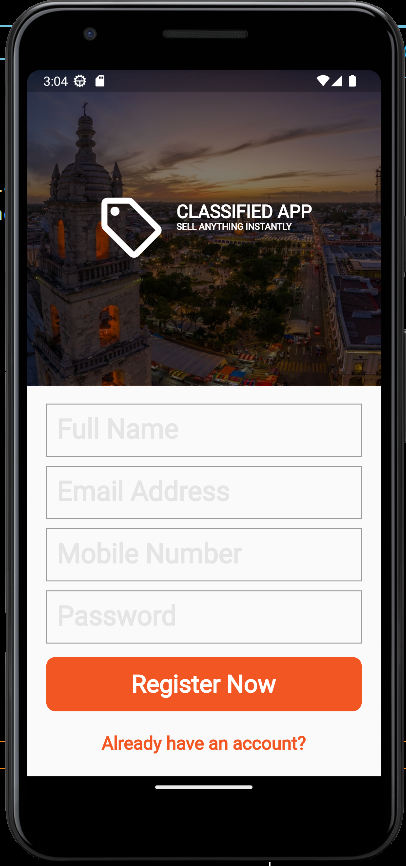 3:04
CLASSIFIED APP
SELL ANYTHING INSTANTLY
Full Name
Email Address
Mobile Number
Password
Register Now
Already have an account?